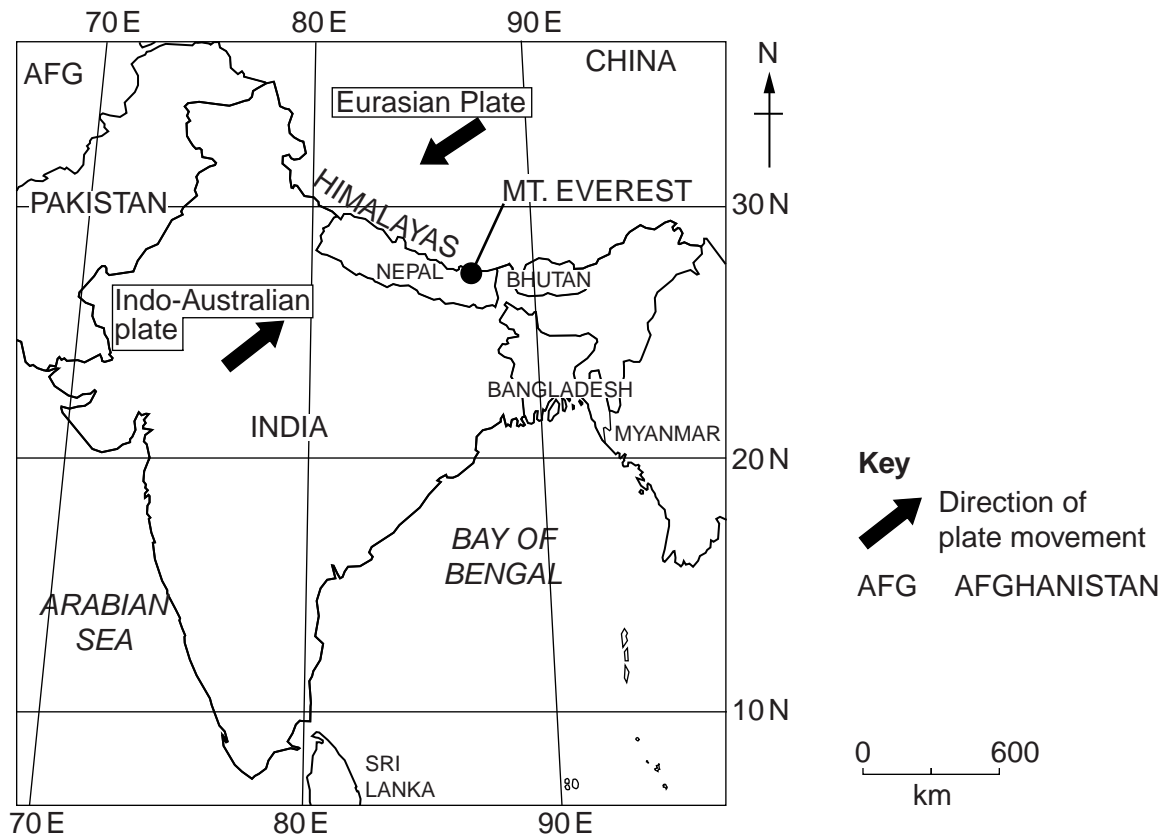 70 E 80 E 90 E
AFG
CHINA
N
Eurasian Plate
HIMALAYAS
MT. EVEREST
PAKISTAN
30 N
NEPAL
BHUTAN
Indo-Australian
plate
BANGLADESH
INDIA
MYANMAR
20 N
Key
Direction of
plate movement
AFG AFGHANISTAN
BAY OF
BENGAL
ARABIAN
SEA
10 N
SRI
LANKA
0 600
km
70 E 80 E 90 E